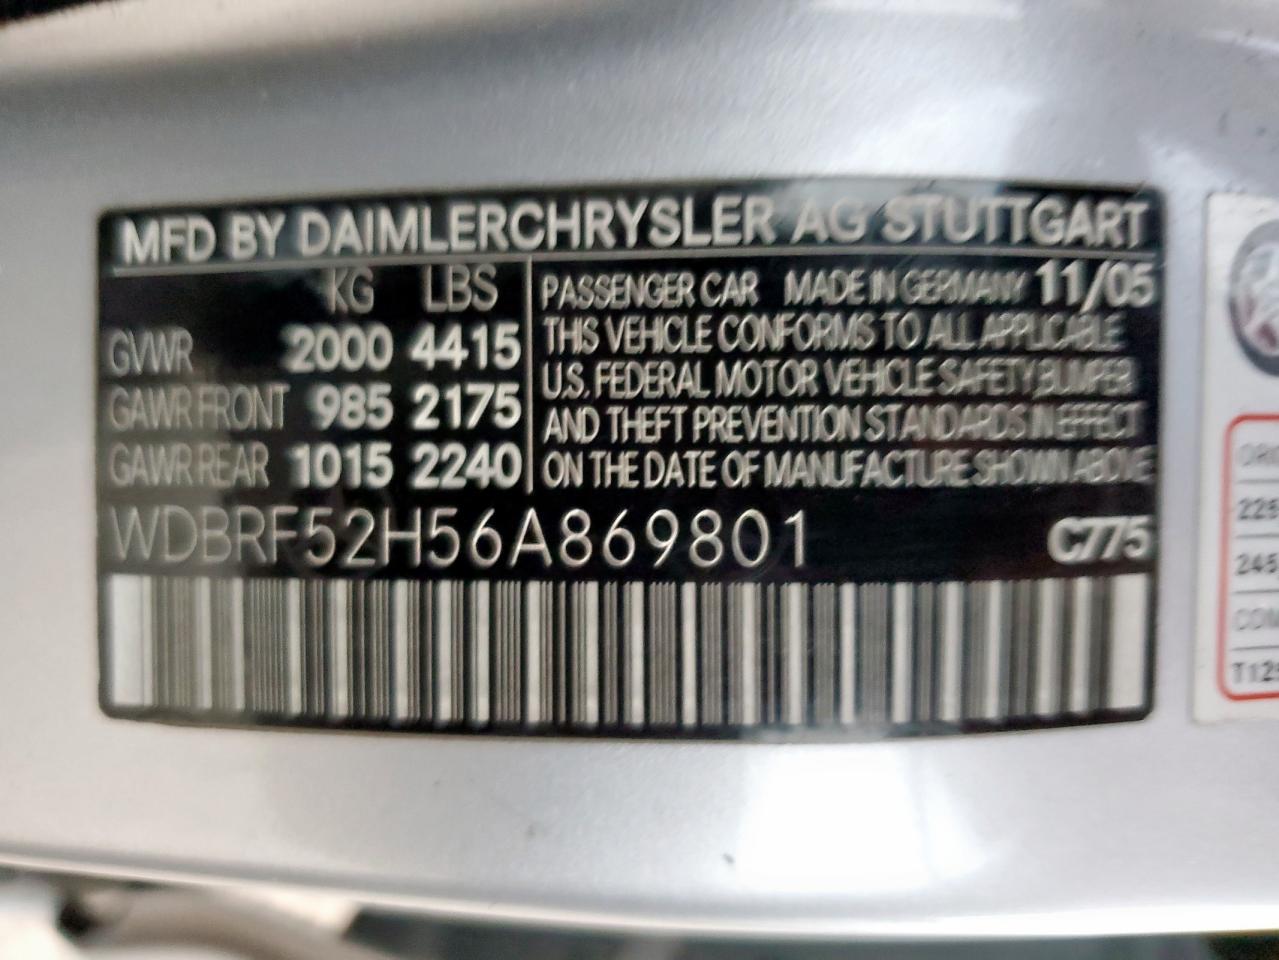 MFD BY DAIMLERCHRYSLER AG STUTTGART
KG LBS
GVWR 2000 4415
GAWR FRONT 985 2175
GAWR REAR 1015 2240
PASSENGER CAR MADE IN GERMANY 11/05
THIS VEHICLE CONFORMS TO ALL APPLICABLE
U.S. FEDERAL MOTOR VEHICLE SAFETY, BUMPER
AND THEFT PREVENTION STANDARDS IN EFFECT
ON THE DATE OF MANUFACTURE SHOWN ABOVE
WDBRF52H56A869801 C775
245